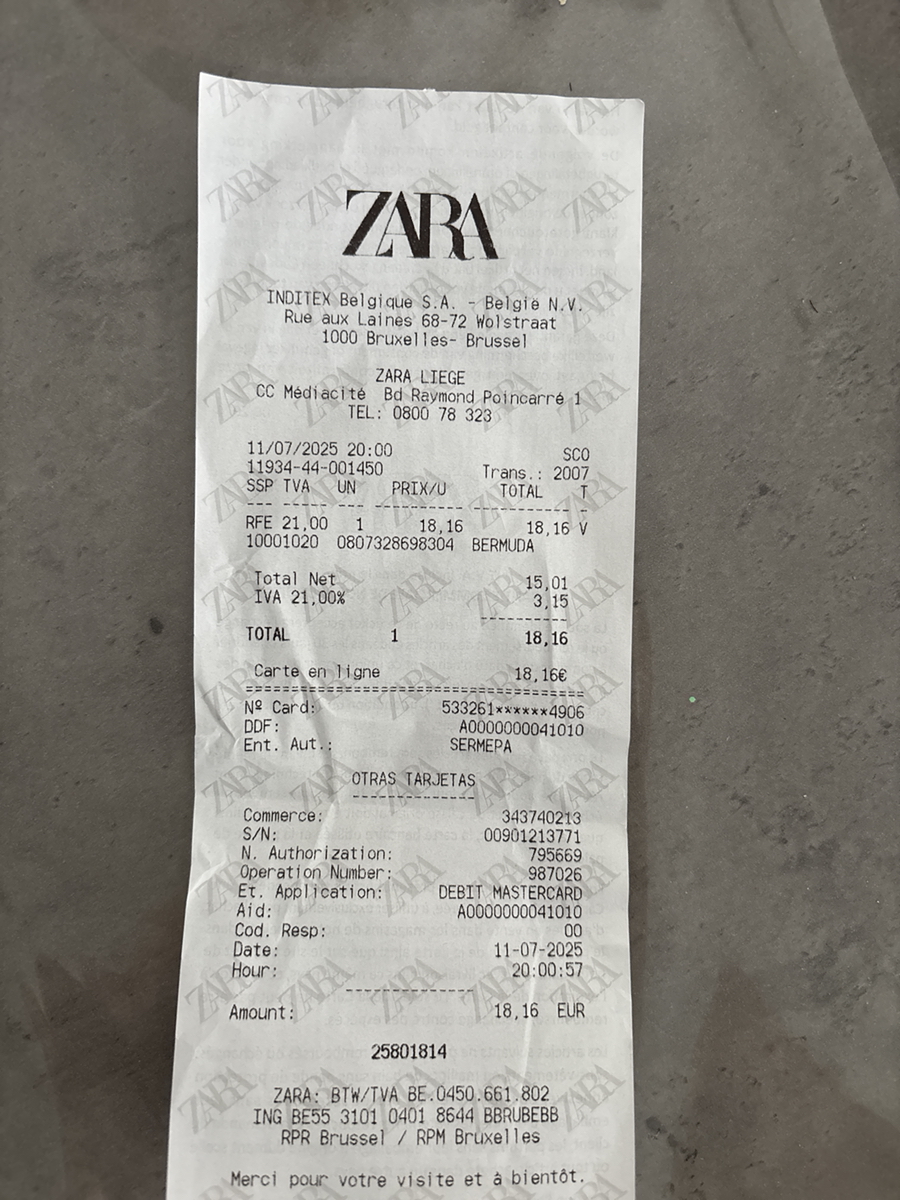 ZARA
INDITEX Belgique S.A. - België N.V.
Rue aux Laines 68-72 Wolstraat
1000 Bruxelles- Brussel
ZARA LIEGE
CC Médiacité Bd Raymond Poincarré 1
TEL: 0800 78 323
11/07/2025 20:00 SCO
11934-44-001450 Trans.: 2007
SSP TVA UN PRIX/U TOTAL T
--- ----- --- ---------- ----------- -
RFE 21,00 1 18,16 18,16 V
10001020 0807328698304 BERMUDA
Total Net 15,01
IVA 21,00% 3,15
------------
TOTAL 1 18,16
Carte en ligne 18,16€
===========================================
Nº Card: 533261******4906
DDF: A0000000041010
Ent. Aut.: SERMEPA
OTRAS TARJETAS
--------------
Commerce: 343740213
S/N: 00901213771
N. Authorization: 795669
Operation Number: 987026
Et. Application: DEBIT MASTERCARD
Aid: A0000000041010
Cod. Resp: 00
Date: 11-07-2025
Hour: 20:00:57
--------------
Amount: 18,16 EUR
25801814
ZARA: BTW/TVA BE.0450.661.802
ING BE55 3101 0401 8644 BBRUBEBB
RPR Brussel / RPM Bruxelles
Merci pour votre visite et à bientôt.